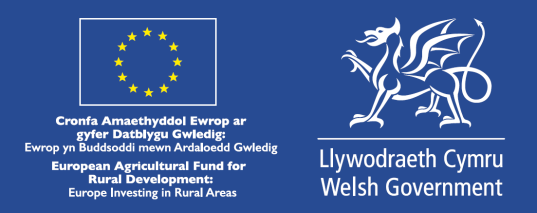 Cronfa Amaethyddol Ewrop ar
gyfer Datblygu Gwledig:
Ewrop yn Buddsoddi mewn Ardaloedd Gwledig
European Agricultural Fund for
Rural Development:
Europe Investing in Rural Areas
Llywodraeth Cymru
Welsh Government